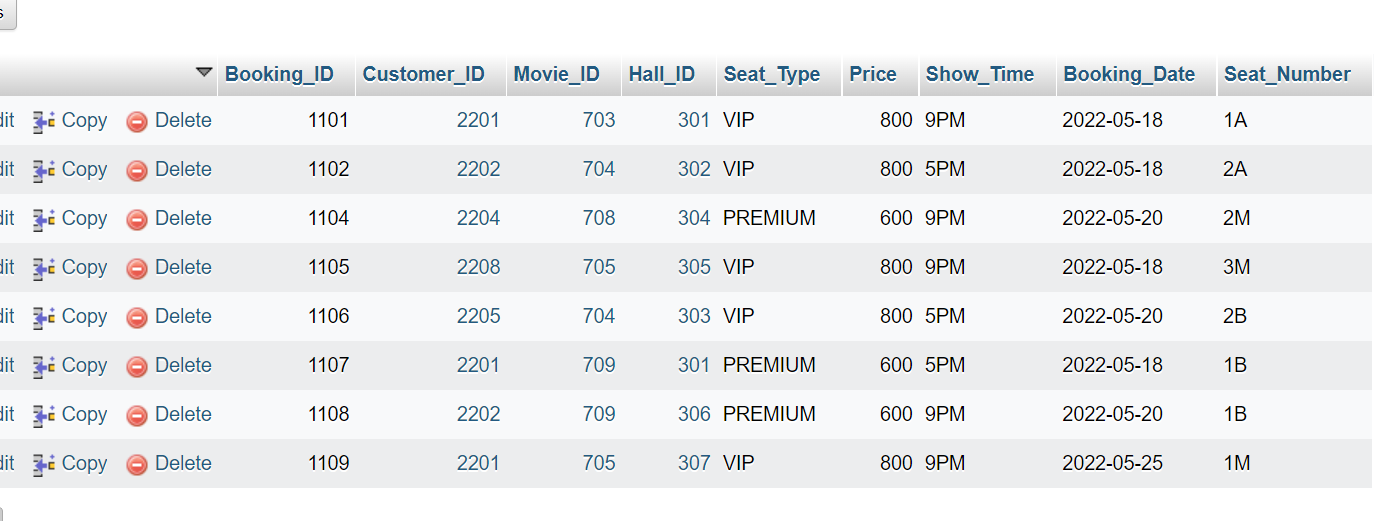 s
Booking_ID Customer_ID Movie_ID Hall_ID Seat_Type Price Show_Time Booking_Date Seat_Number
dit Copy Delete 1101 2201 703 301 VIP 800 9PM 2022-05-18 1A
dit Copy Delete 1102 2202 704 302 VIP 800 5PM 2022-05-18 2A
dit Copy Delete 1104 2204 708 304 PREMIUM 600 9PM 2022-05-20 2M
dit Copy Delete 1105 2208 705 305 VIP 800 9PM 2022-05-18 3M
dit Copy Delete 1106 2205 704 303 VIP 800 5PM 2022-05-20 2B
dit Copy Delete 1107 2201 709 301 PREMIUM 600 5PM 2022-05-18 1B
dit Copy Delete 1108 2202 709 306 PREMIUM 600 9PM 2022-05-20 1B
dit Copy Delete 1109 2201 705 307 VIP 800 9PM 2022-05-25 1M